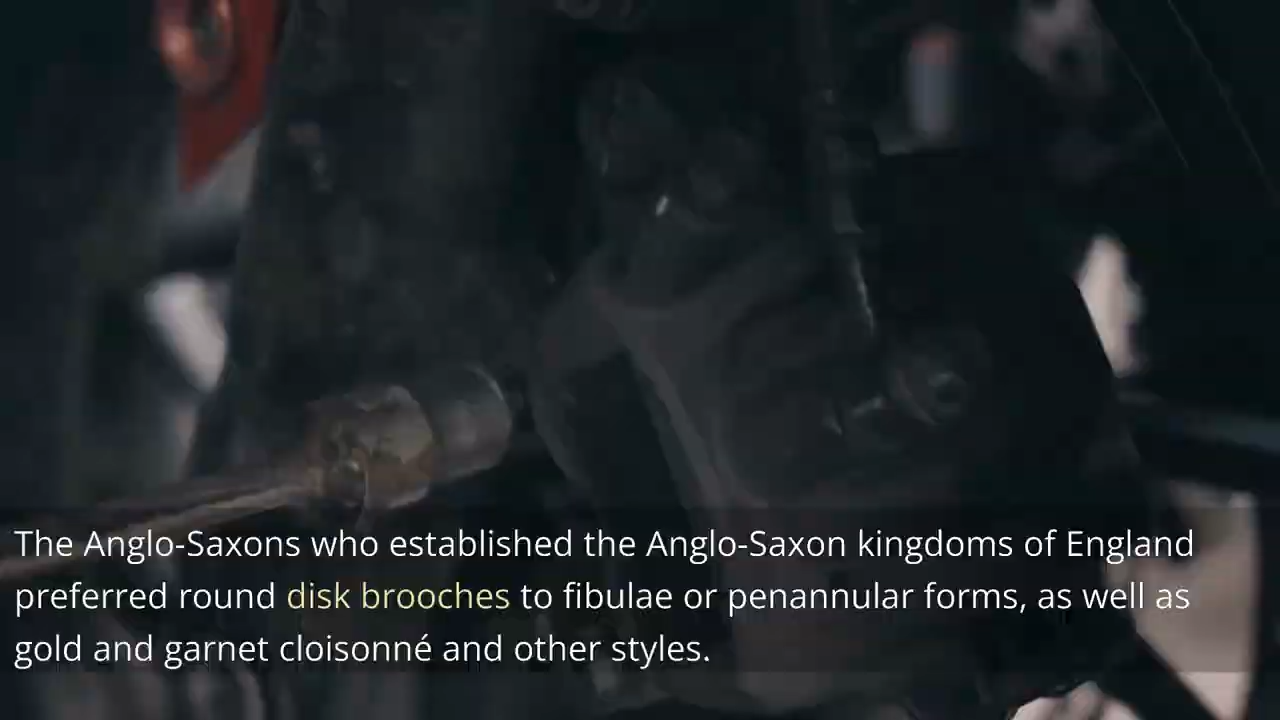 The Anglo-Saxons who established the Anglo-Saxon kingdoms of England
preferred round disk brooches to fibulae or penannular forms, as well as
gold and garnet cloisonné and other styles.